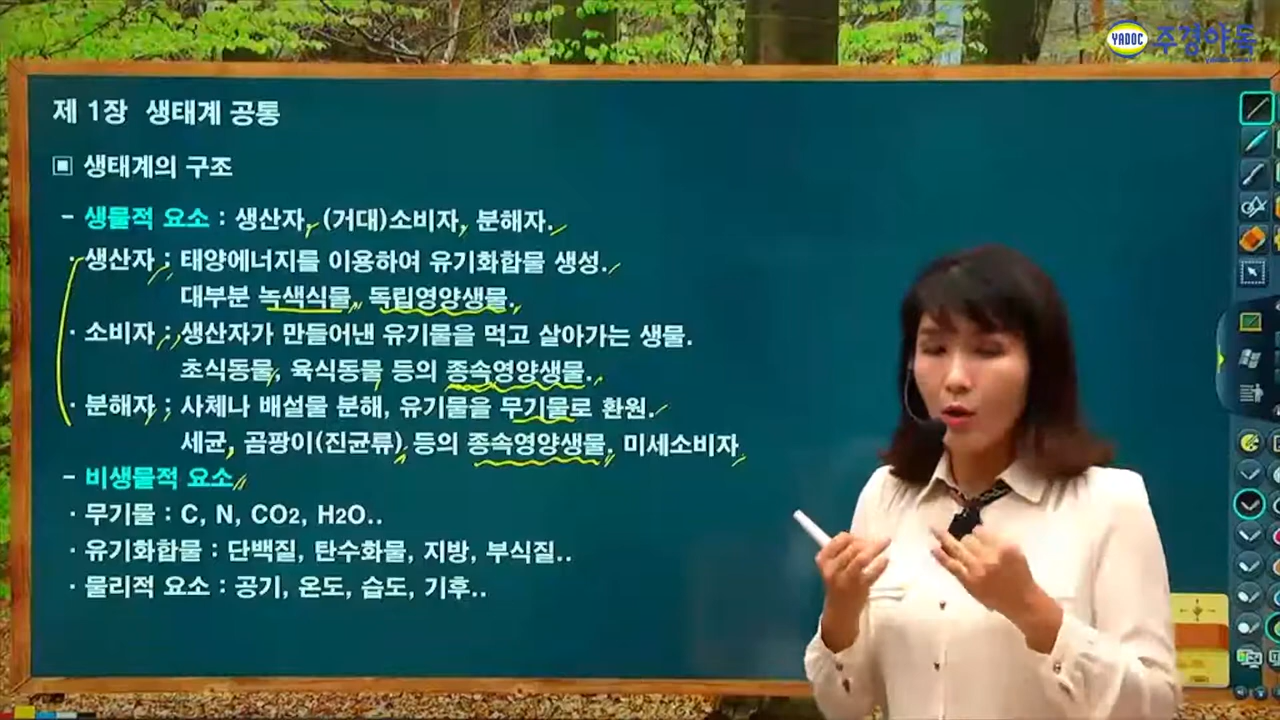 YADOC 주경야독
제 1장 생태계 공통
▣ 생태계의 구조
- 생물적 요소 : 생산자, (거대)소비자, 분해자.
· 생산자 ; 태양에너지를 이용하여 유기화합물 생성.
대부분 녹색식물, 독립영양생물.
· 소비자 ; 생산자가 만들어낸 유기물을 먹고 살아가는 생물.
초식동물, 육식동물 등의 종속영양생물.
· 분해자 ; 사체나 배설물 분해, 유기물을 무기물로 환원.
세균, 곰팡이(진균류) 등의 종속영양생물. 미세소비자
- 비생물적 요소
· 무기물 : C, N, CO2, H2O..
· 유기화합물 : 단백질, 탄수화물, 지방, 부식질..
· 물리적 요소 : 공기, 온도, 습도, 기후..